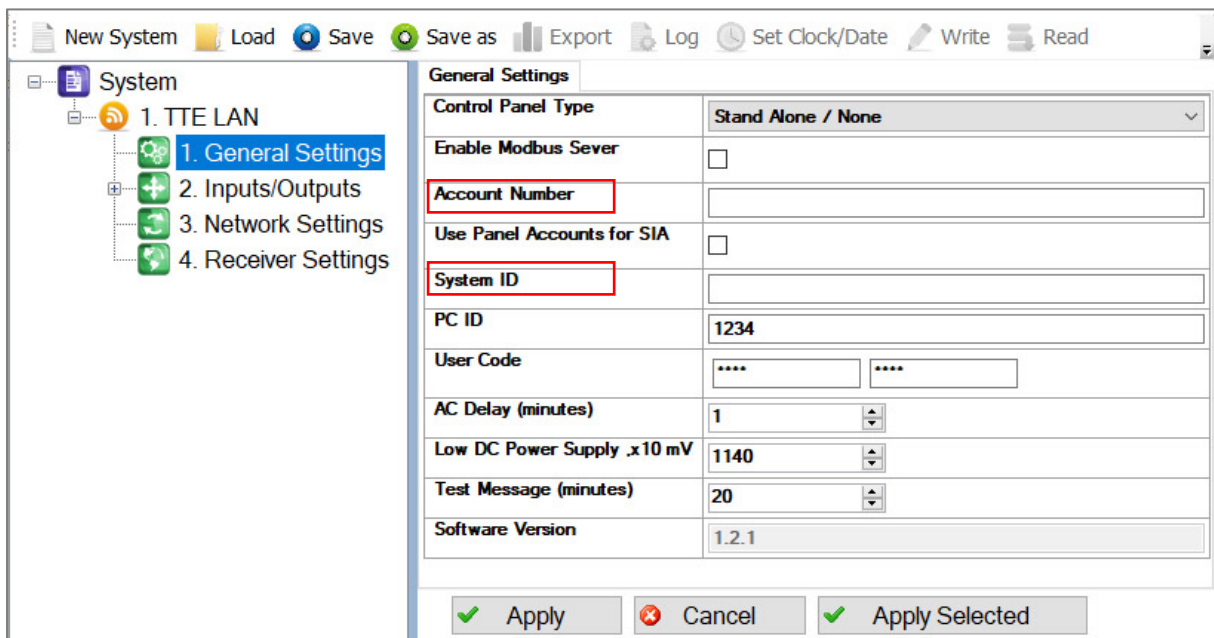 New System Load Save Save as Export Log Set Clock/Date Write Read
System
1. TTE LAN
1. General Settings
2. Inputs/Outputs
3. Network Settings
4. Receiver Settings
General Settings
Control Panel Type Stand Alone / None
Enable Modbus Sever
Account Number
Use Panel Accounts for SIA
System ID
PC ID 1234
User Code **** ****
AC Delay (minutes) 1
Low DC Power Supply ,x10 mV 1140
Test Message (minutes) 20
Software Version 1.2.1
Apply Cancel Apply Selected